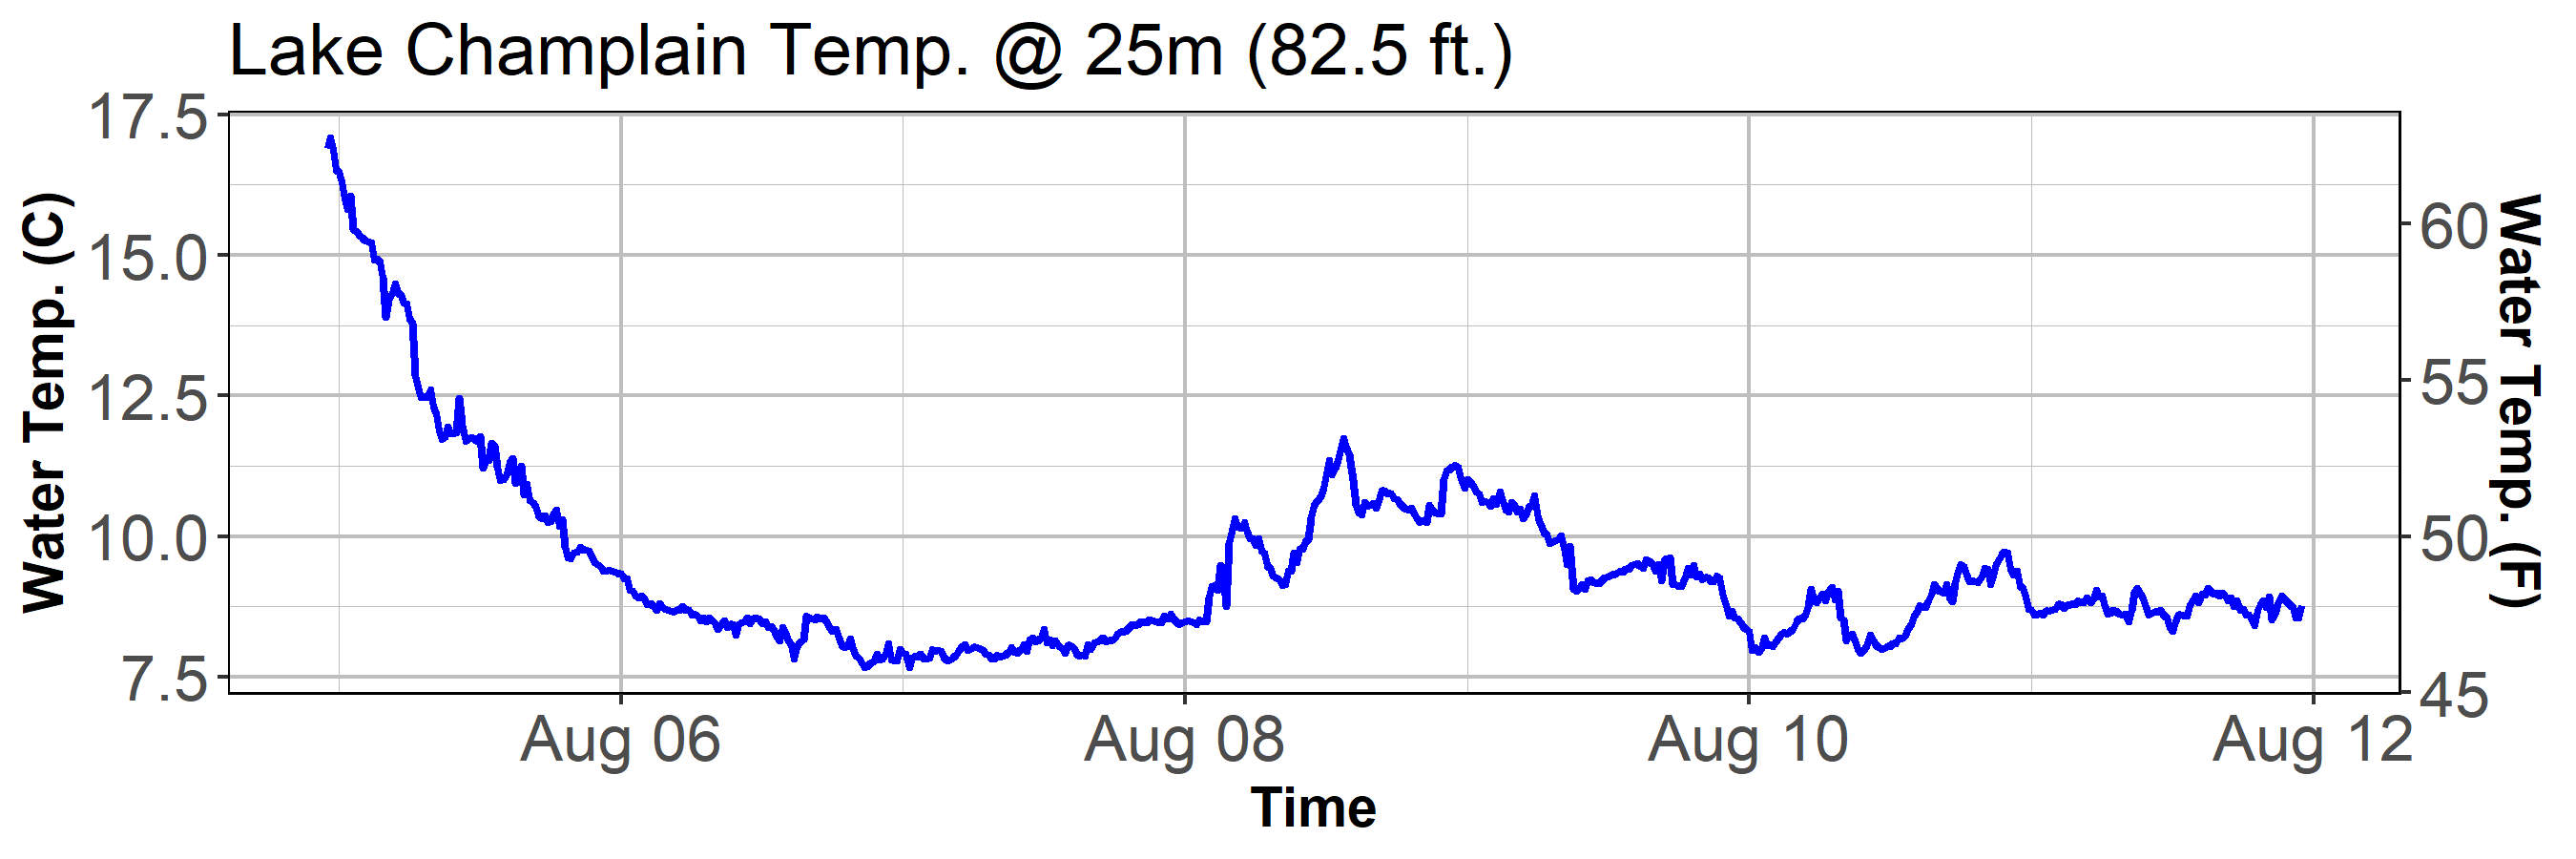 Lake Champlain Temp. @ 25m (82.5 ft.)
Water Temp. (C)
17.5
15.0
12.5
10.0
7.5
60
55
50
45
Water Temp. (F)
Aug 06
Aug 08
Aug 10
Aug 12
Time